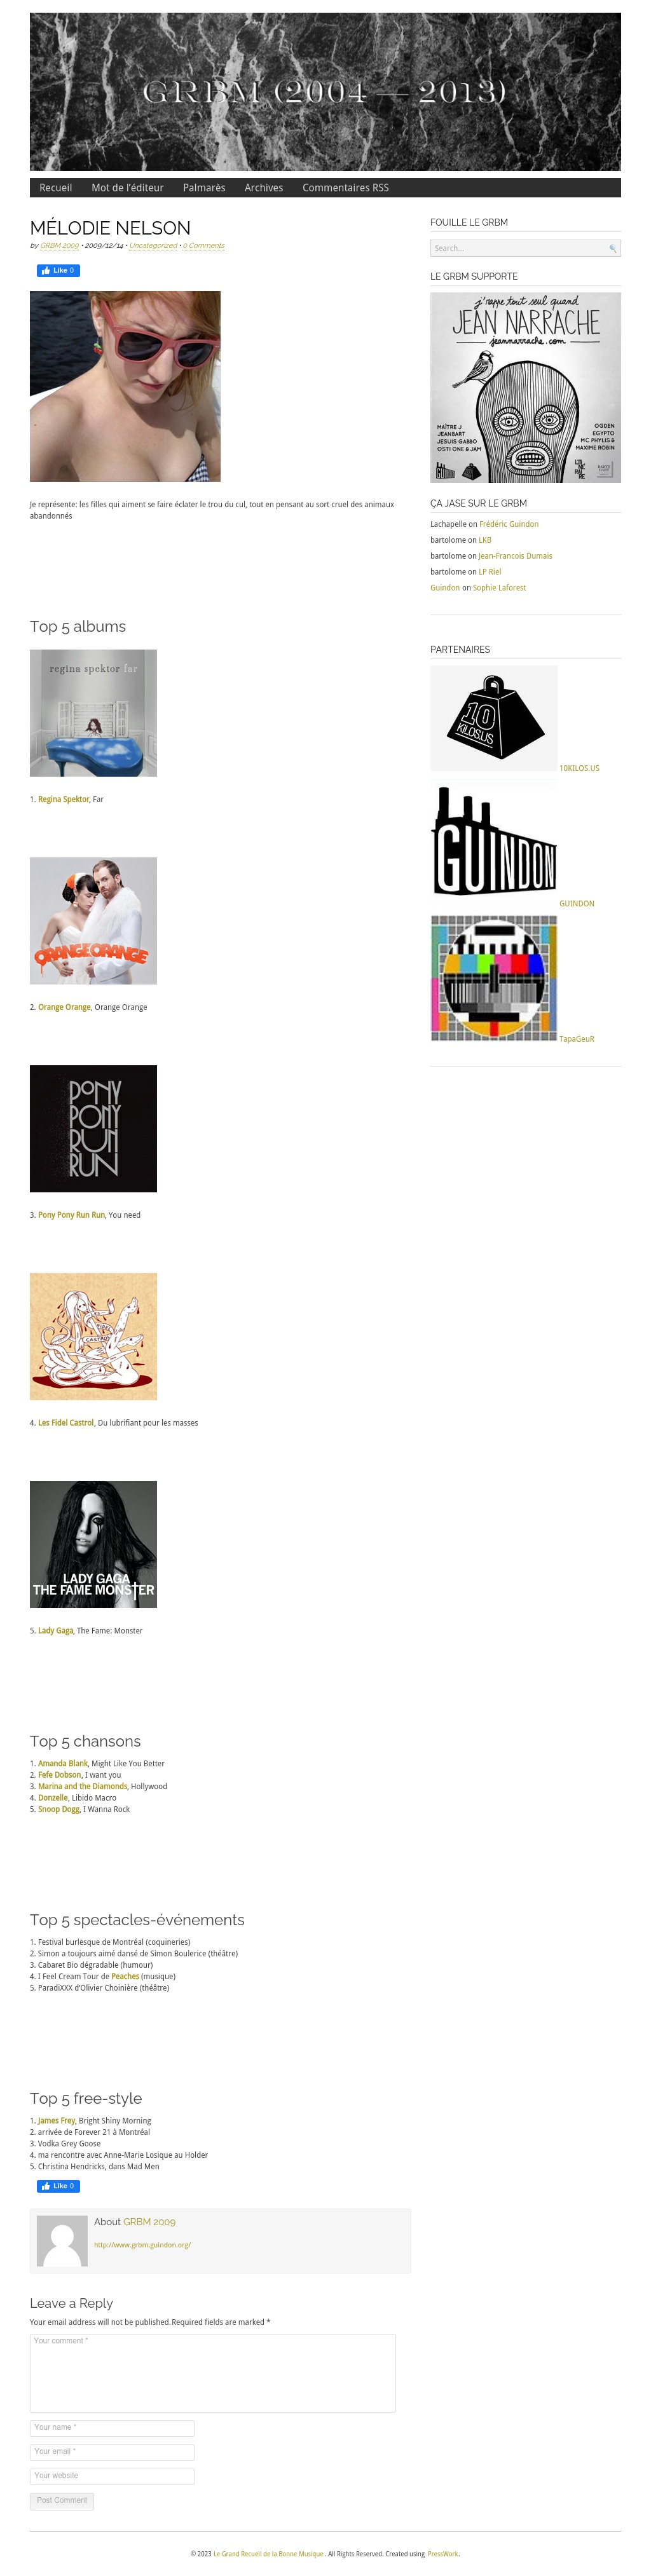 GRBM (2004 — 2013)
Recueil Mot de l'éditeur Palmarès Archives Commentaires RSS
MÉLODIE NELSON
by GRBM 2009 • 2009/12/14 • Uncategorized • 0 Comments
Like 0
Je représente: les filles qui aiment se faire éclater le trou du cul, tout en pensant au sort cruel des animaux
abandonnés
Top 5 albums
regina spektor far
1. Regina Spektor, Far
ORANGE ORANGE
2. Orange Orange, Orange Orange
PONY
PONY
RUN
RUN
3. Pony Pony Run Run, You need
LES FIDEL CASTROL
4. Les Fidel Castrol, Du lubrifiant pour les masses
LADY GAGA
THE FAME MONSTER
5. Lady Gaga, The Fame: Monster
Top 5 chansons
1. Amanda Blank, Might Like You Better
2. Fefe Dobson, I want you
3. Marina and the Diamonds, Hollywood
4. Donzelle, Libido Macro
5. Snoop Dogg, I Wanna Rock
Top 5 spectacles-événements
1. Festival burlesque de Montréal (coquineries)
2. Simon a toujours aimé dansé de Simon Boulerice (théâtre)
3. Cabaret Bio dégradable (humour)
4. I Feel Cream Tour de Peaches (musique)
5. ParadiXXX d'Olivier Choinière (théâtre)
Top 5 free-style
1. James Frey, Bright Shiny Morning
2. arrivée de Forever 21 à Montréal
3. Vodka Grey Goose
4. ma rencontre avec Anne-Marie Losique au Holder
5. Christina Hendricks, dans Mad Men
Like 0
About GRBM 2009
http://www.grbm.guindon.org/
Leave a Reply
Your email address will not be published. Required fields are marked *
Your comment *
Your name *
Your email *
Your website
Post Comment
FOUILLE LE GRBM
Search...
LE GRBM SUPPORTE
j'rappe tout seul quand
JEAN NARRACHE
jeannarrache.com
MAÎTRE J
JEANBART
JESUIS GABBO
OSTI ONE & JAM
OGDEN
EGYPTO
MC PHYLIS &
MAXIME ROBIN
ÇA JASE SUR LE GRBM
Lachapelle on Frédéric Guindon
bartolome on LKB
bartolome on Jean-Francois Dumais
bartolome on LP Riel
Guindon on Sophie Laforest
PARTENAIRES
10
KILOS.US
10KILOS.US
GUINDON
GUINDON
TapaGeuR
© 2023 Le Grand Recueil de la Bonne Musique . All Rights Reserved. Created using PressWork.